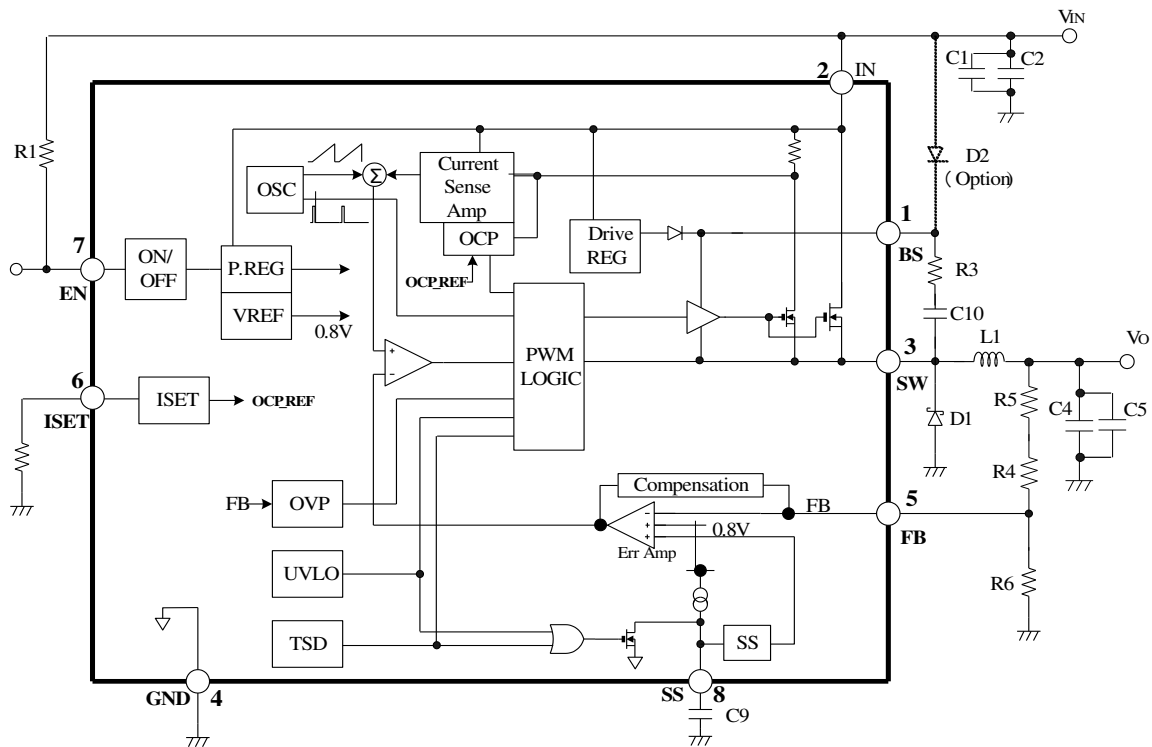 VIN
C1
C2
2
IN
R1
D2
(Option)
Current
Sense
Amp
Σ
OSC
OCP
OCP_REF
Drive
REG
1
BS
7
EN
ON/
OFF
P.REG
VREF
0.8V
R3
C10
PWM
LOGIC
+
−
3
SW
L1
VO
6
ISET
ISET
OCP_REF
D1
R5
C4
C5
R4
Compensation
FB
OVP
FB
5
FB
−
+
+
0.8V
Err Amp
UVLO
R6
TSD
SS
GND
4
SS
8
C9